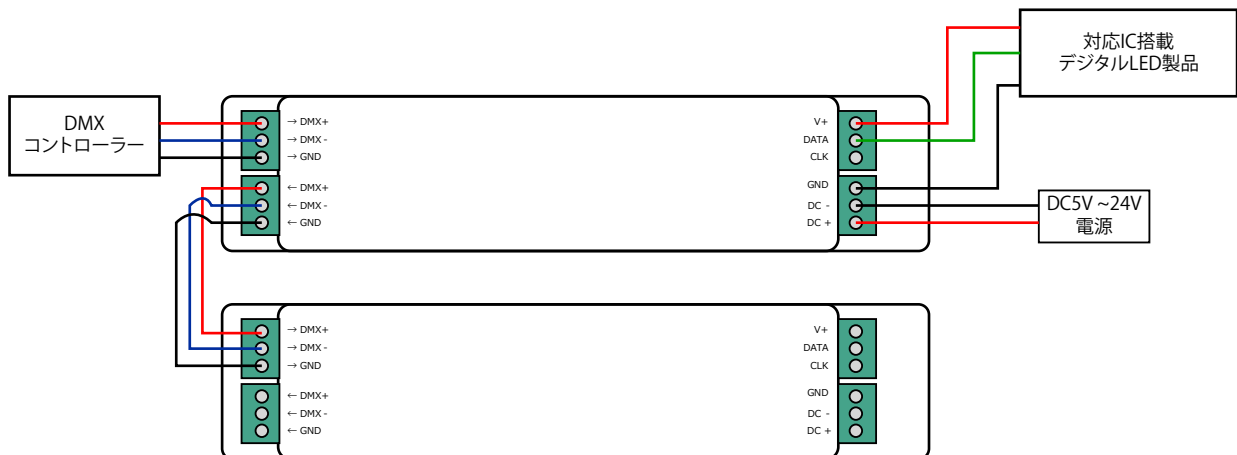 対応IC搭載
デジタルLED製品
DMX
コントローラー
→ DMX+
→ DMX -
→ GND
← DMX+
← DMX -
← GND
V+
DATA
CLK
GND
DC -
DC +
DC5V ~24V
電源
→ DMX+
→ DMX -
→ GND
← DMX+
← DMX -
← GND
V+
DATA
CLK
GND
DC -
DC +